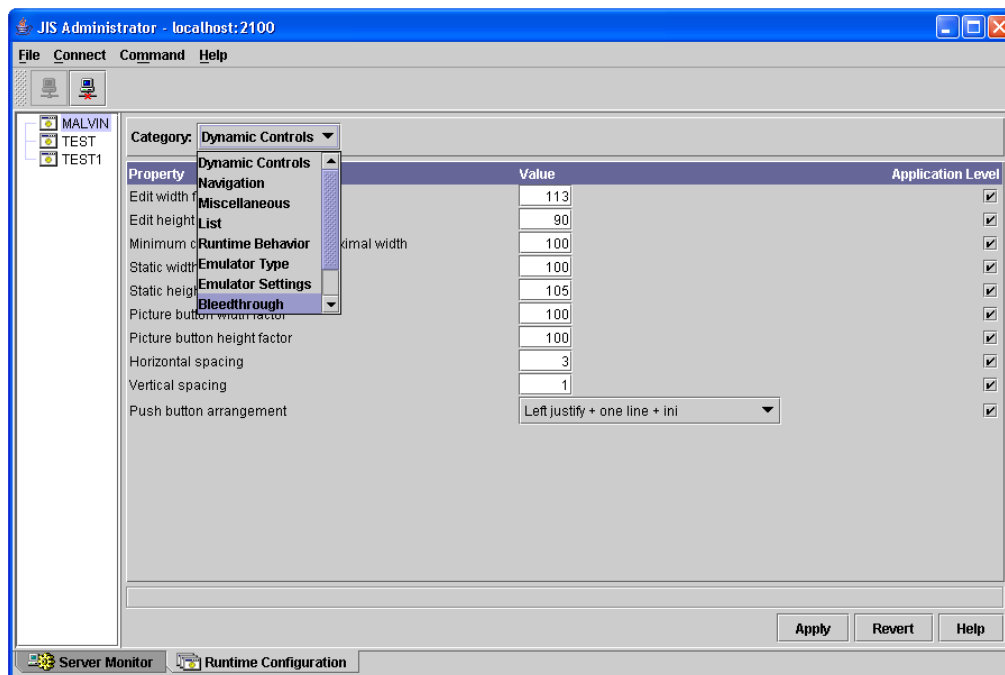 JIS Administrator - localhost:2100
File Connect Command Help
MALVIN
TEST
TEST1
Category: Dynamic Controls
Dynamic Controls
Navigation
Miscellaneous
List
Runtime Behavior
Emulator Type
Emulator Settings
Bleedthrough
Property Value Application Level
Edit width 113
Edit height 90
Minimum ximal width 100
Static width 100
Static 105
Picture button width factor 100
Picture button height factor 100
Horizontal spacing 3
Vertical spacing 1
Push button arrangement Left justify + one line + ini
Apply Revert Help
Server Monitor Runtime Configuration